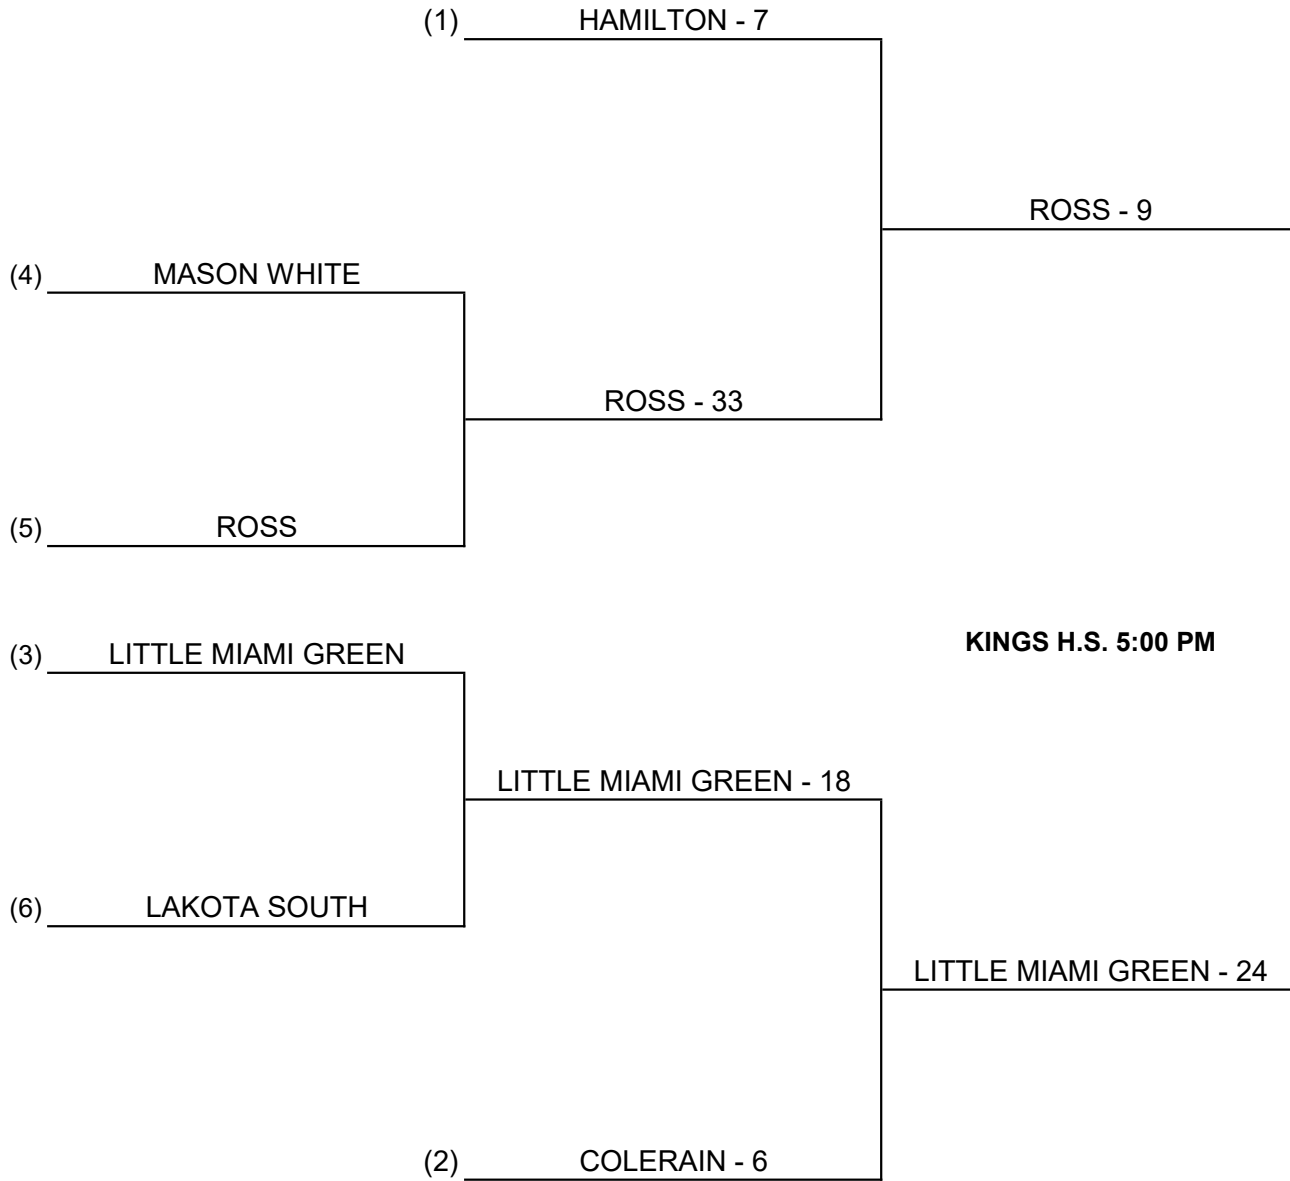 (1) HAMILTON - 7
ROSS - 9
(4) MASON WHITE
ROSS - 33
(5) ROSS
KINGS H.S. 5:00 PM
(3) LITTLE MIAMI GREEN
LITTLE MIAMI GREEN - 18
(6) LAKOTA SOUTH
LITTLE MIAMI GREEN - 24
(2) COLERAIN - 6